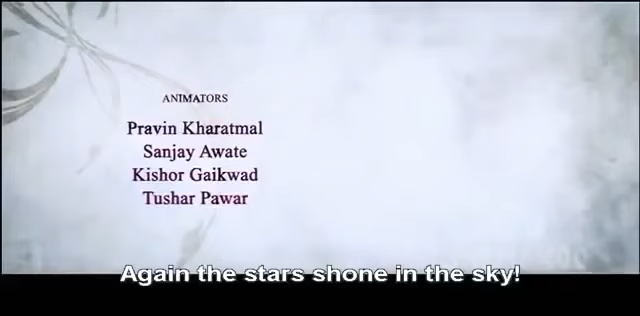 ANIMATORS
Pravin Kharatmal
Sanjay Awate
Kishor Gaikwad
Tushar Pawar
Again the stars shone in the sky!